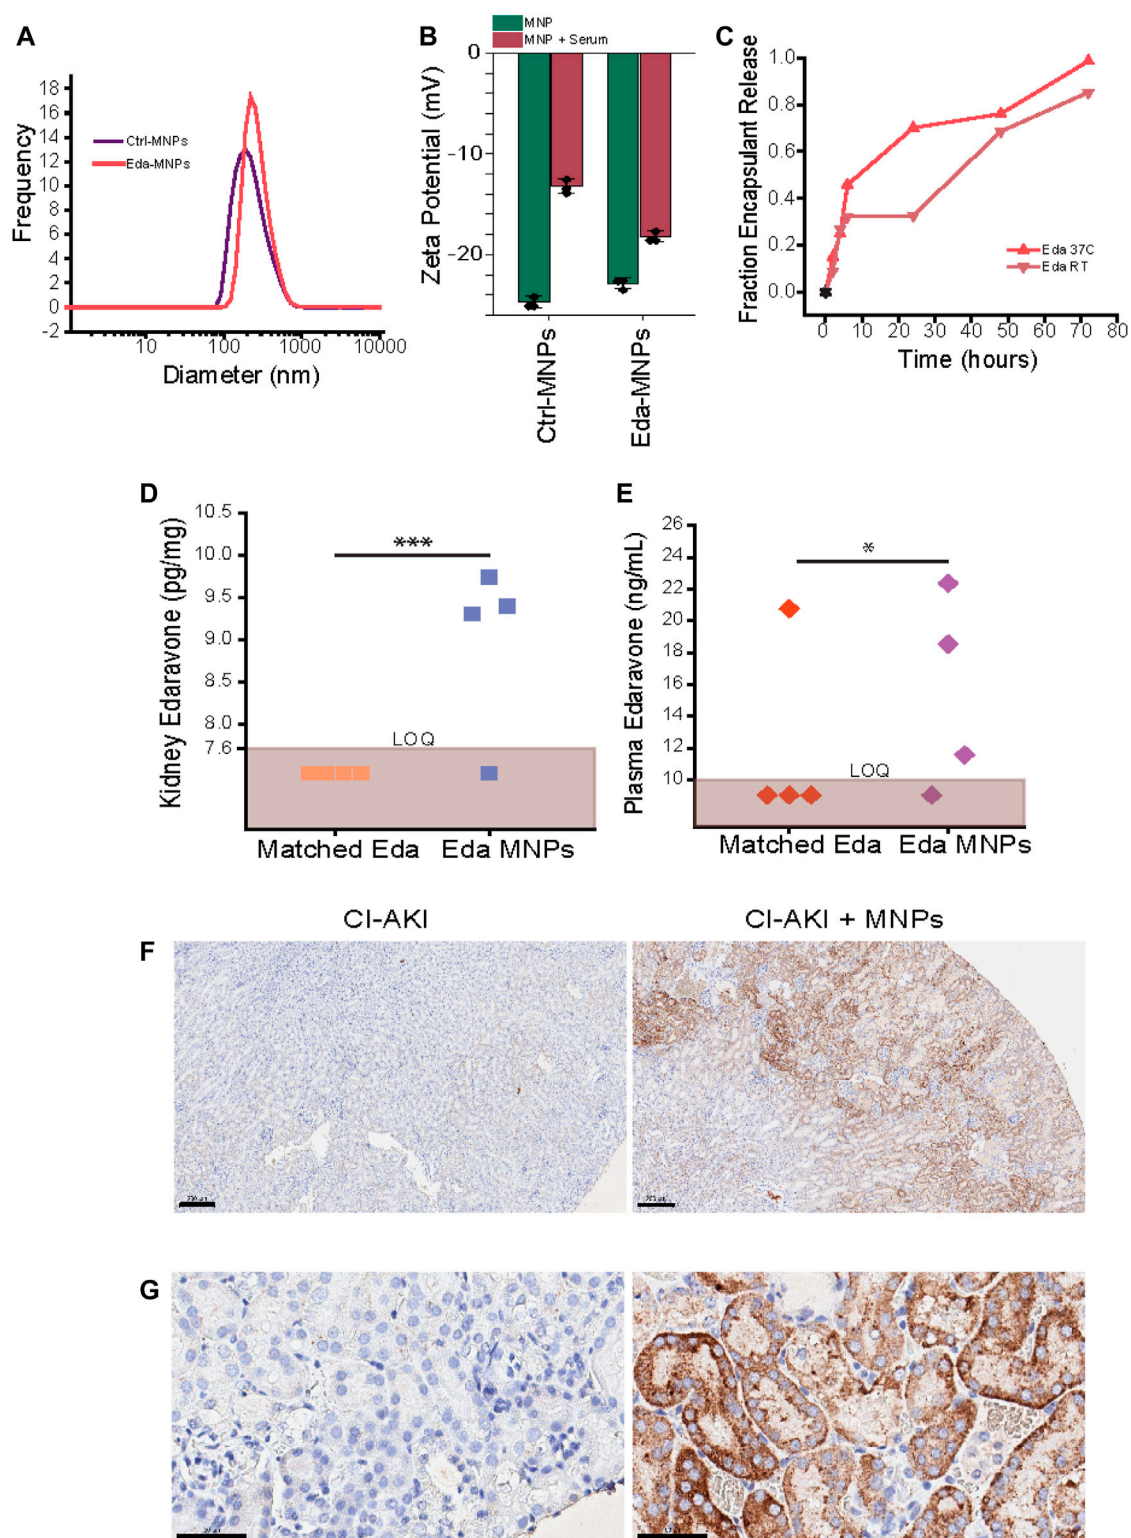 A
Frequency
18
16
14
12
10
8
6
4
2
0
-2
10
100
1000
10000
Diameter (nm)
Ctrl-MNPs
Eda-MNPs
B
MNP
MNP + Serum
Zeta Potential (mV)
0
-10
-20
Ctrl-MNPs
Eda-MNPs
C
Fraction Encapsulant Release
1.0
0.8
0.6
0.4
0.2
0.0
0 10 20 30 40 50 60 70 80
Time (hours)
Eda 37C
Eda RT
D
Kidney Edaravone (pg/mg)
10.5
10.0
9.5
9.0
8.5
8.0
7.6
***
LOQ
Matched Eda
Eda MNPs
E
Plasma Edaravone (ng/mL)
26
24
22
20
18
16
14
12
10
*
LOQ
Matched Eda
Eda MNPs
CI-AKI
CI-AKI + MNPs
F
200 µm
200 µm
G